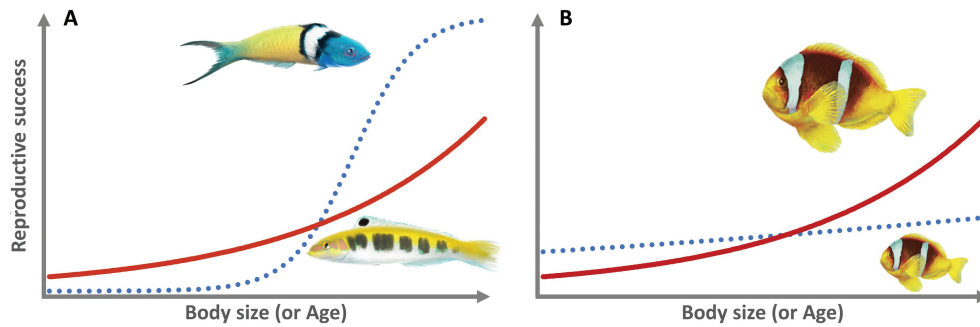 A
B
Reproductive success
Body size (or Age)
Body size (or Age)